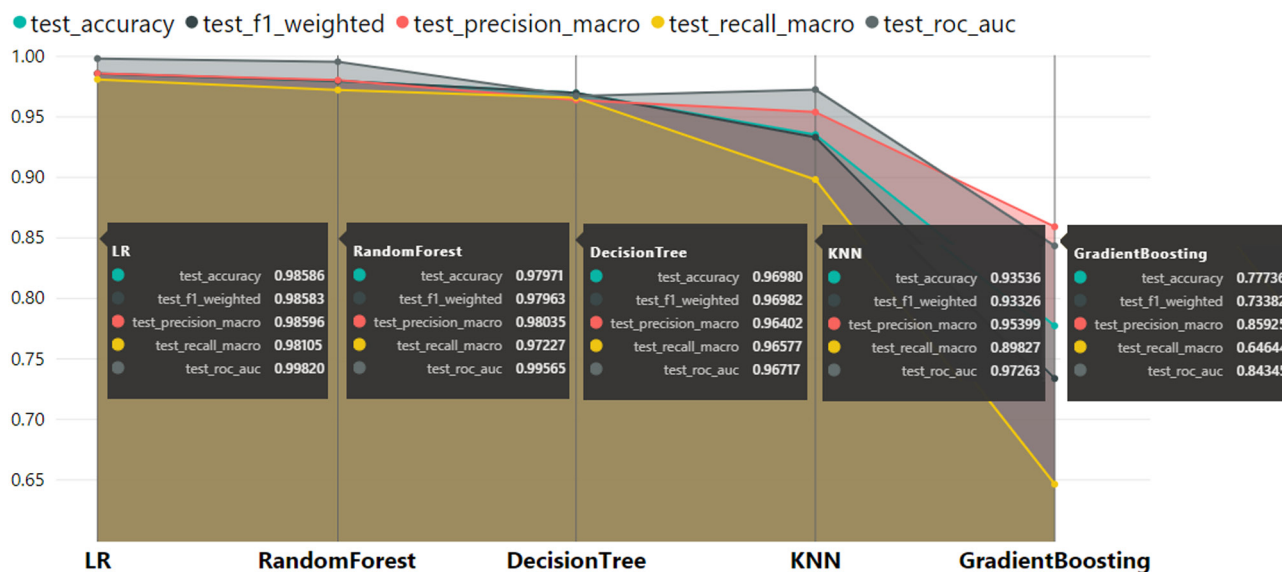 test_accuracy test_f1_weighted test_precision_macro test_recall_macro test_roc_auc
1.00
0.95
0.90
0.85
0.80
0.75
0.70
0.65
LR
test_accuracy 0.98586
test_f1_weighted 0.98583
test_precision_macro 0.98596
test_recall_macro 0.98105
test_roc_auc 0.99820
RandomForest
test_accuracy 0.97971
test_f1_weighted 0.97963
test_precision_macro 0.98035
test_recall_macro 0.97227
test_roc_auc 0.99565
DecisionTree
test_accuracy 0.96980
test_f1_weighted 0.96982
test_precision_macro 0.96402
test_recall_macro 0.96577
test_roc_auc 0.96717
KNN
test_accuracy 0.93536
test_f1_weighted 0.93326
test_precision_macro 0.95399
test_recall_macro 0.89827
test_roc_auc 0.97263
GradientBoosting
test_accuracy 0.77736
test_f1_weighted 0.73382
test_precision_macro 0.85925
test_recall_macro 0.64644
test_roc_auc 0.84345
LR RandomForest DecisionTree KNN GradientBoosting